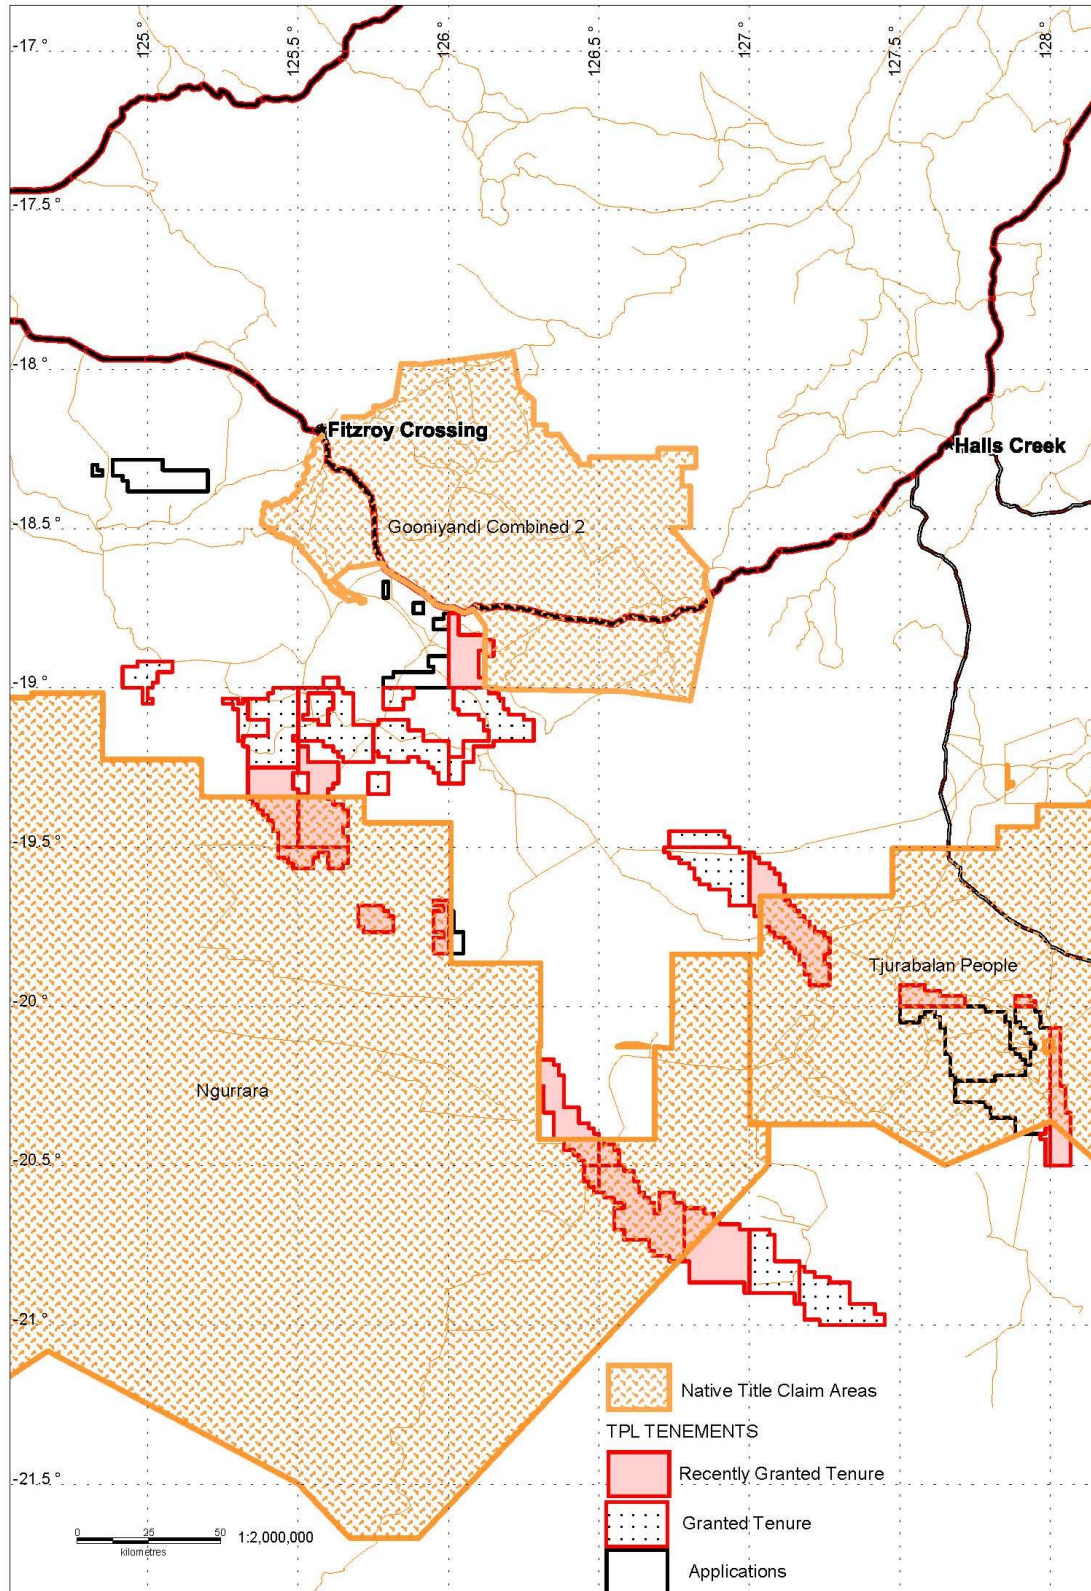 125.°
125.5°
126.°
126.5°
127.°
127.5°
128.°
-17.°
-17.5°
-18.°
Fitzroy Crossing
Halls Creek
-18.5°
Gooniyandi Combined 2
-19.°
-19.5°
Tjurabalan People
-20.°
Ngurrara
-20.5°
-21.°
Native Title Claim Areas
TPL TENEMENTS
Recently Granted Tenure
-21.5°
Granted Tenure
0 25 50
kilometres
1:2,000,000
Applications